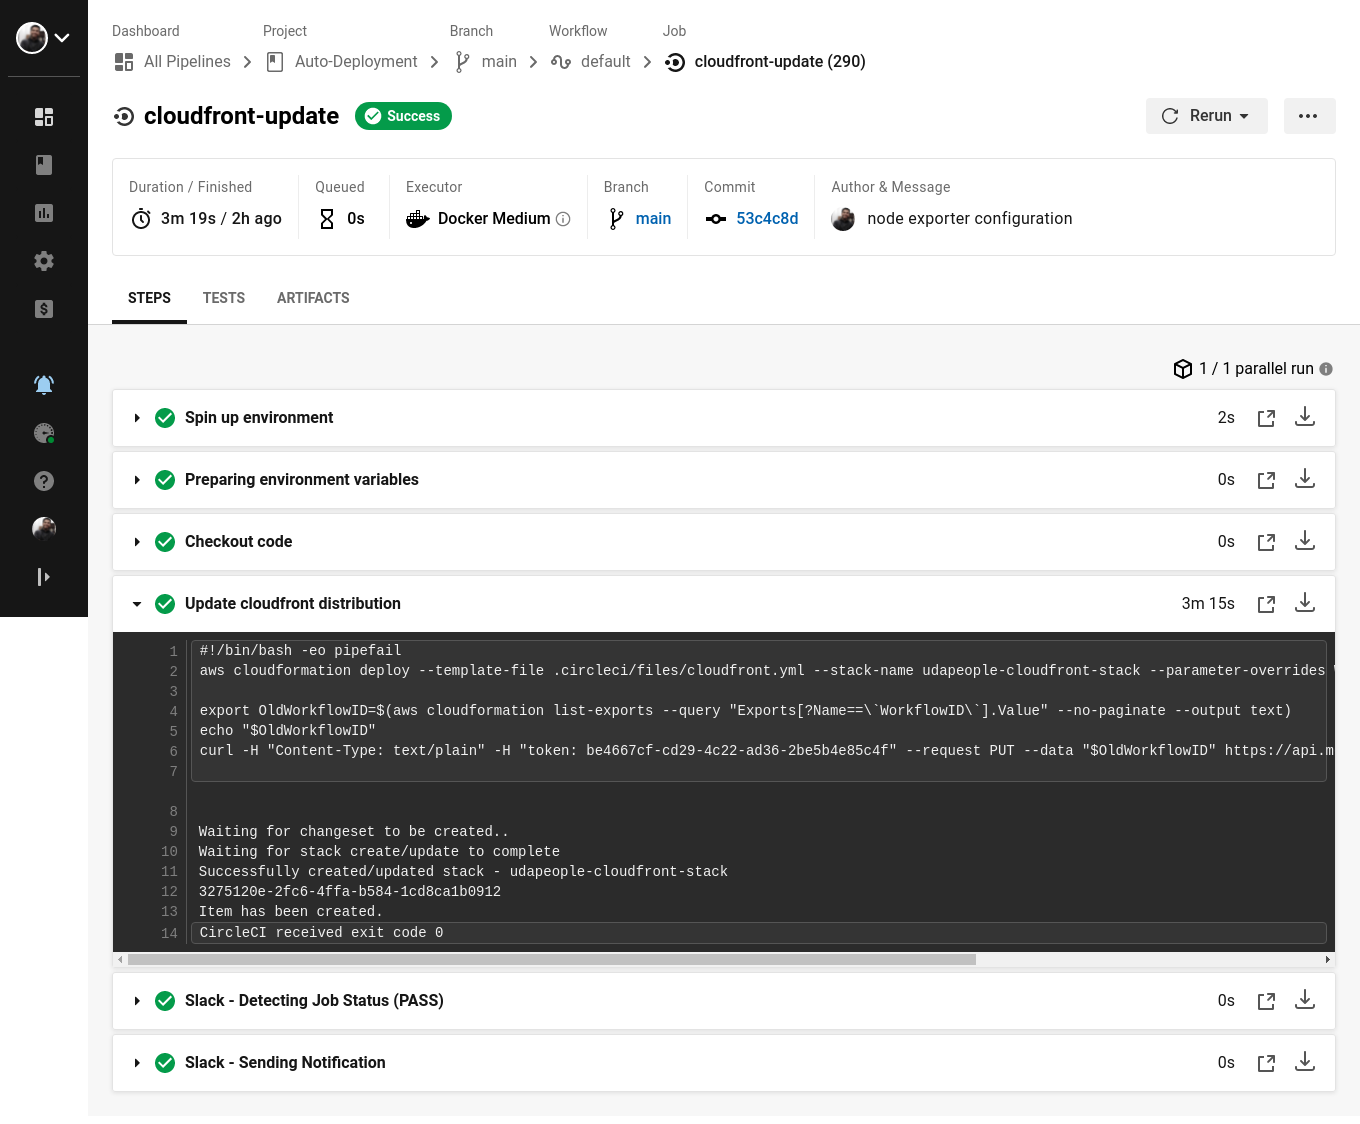 Dashboard Project Branch Workflow Job
All Pipelines Auto-Deployment main default cloudfront-update (290)
cloudfront-update Success Rerun
Duration / Finished Queued Executor Branch Commit Author & Message
3m 19s / 2h ago 0s Docker Medium main 53c4c8d node exporter configuration
STEPS TESTS ARTIFACTS
1 / 1 parallel run
Spin up environment 2s
Preparing environment variables 0s
Checkout code 0s
Update cloudfront distribution 3m 15s
1 #!/bin/bash -eo pipefail
2 aws cloudformation deploy --template-file .circleci/files/cloudfront.yml --stack-name udapeople-cloudfront-stack --parameter-overrides
3
4 export OldWorkflowID=$(aws cloudformation list-exports --query "Exports[?Name==\`WorkflowID\`].Value" --no-paginate --output text)
5 echo "$OldWorkflowID"
6 curl -H "Content-Type: text/plain" -H "token: be4667cf-cd29-4c22-ad36-2be5b4e85c4f" --request PUT --data "$OldWorkflowID" https://api.m
7
8
9 Waiting for changeset to be created..
10 Waiting for stack create/update to complete
11 Successfully created/updated stack - udapeople-cloudfront-stack
12 3275120e-2fc6-4ffa-b584-1cd8ca1b0912
13 Item has been created.
14 CircleCI received exit code 0
Slack - Detecting Job Status (PASS) 0s
Slack - Sending Notification 0s